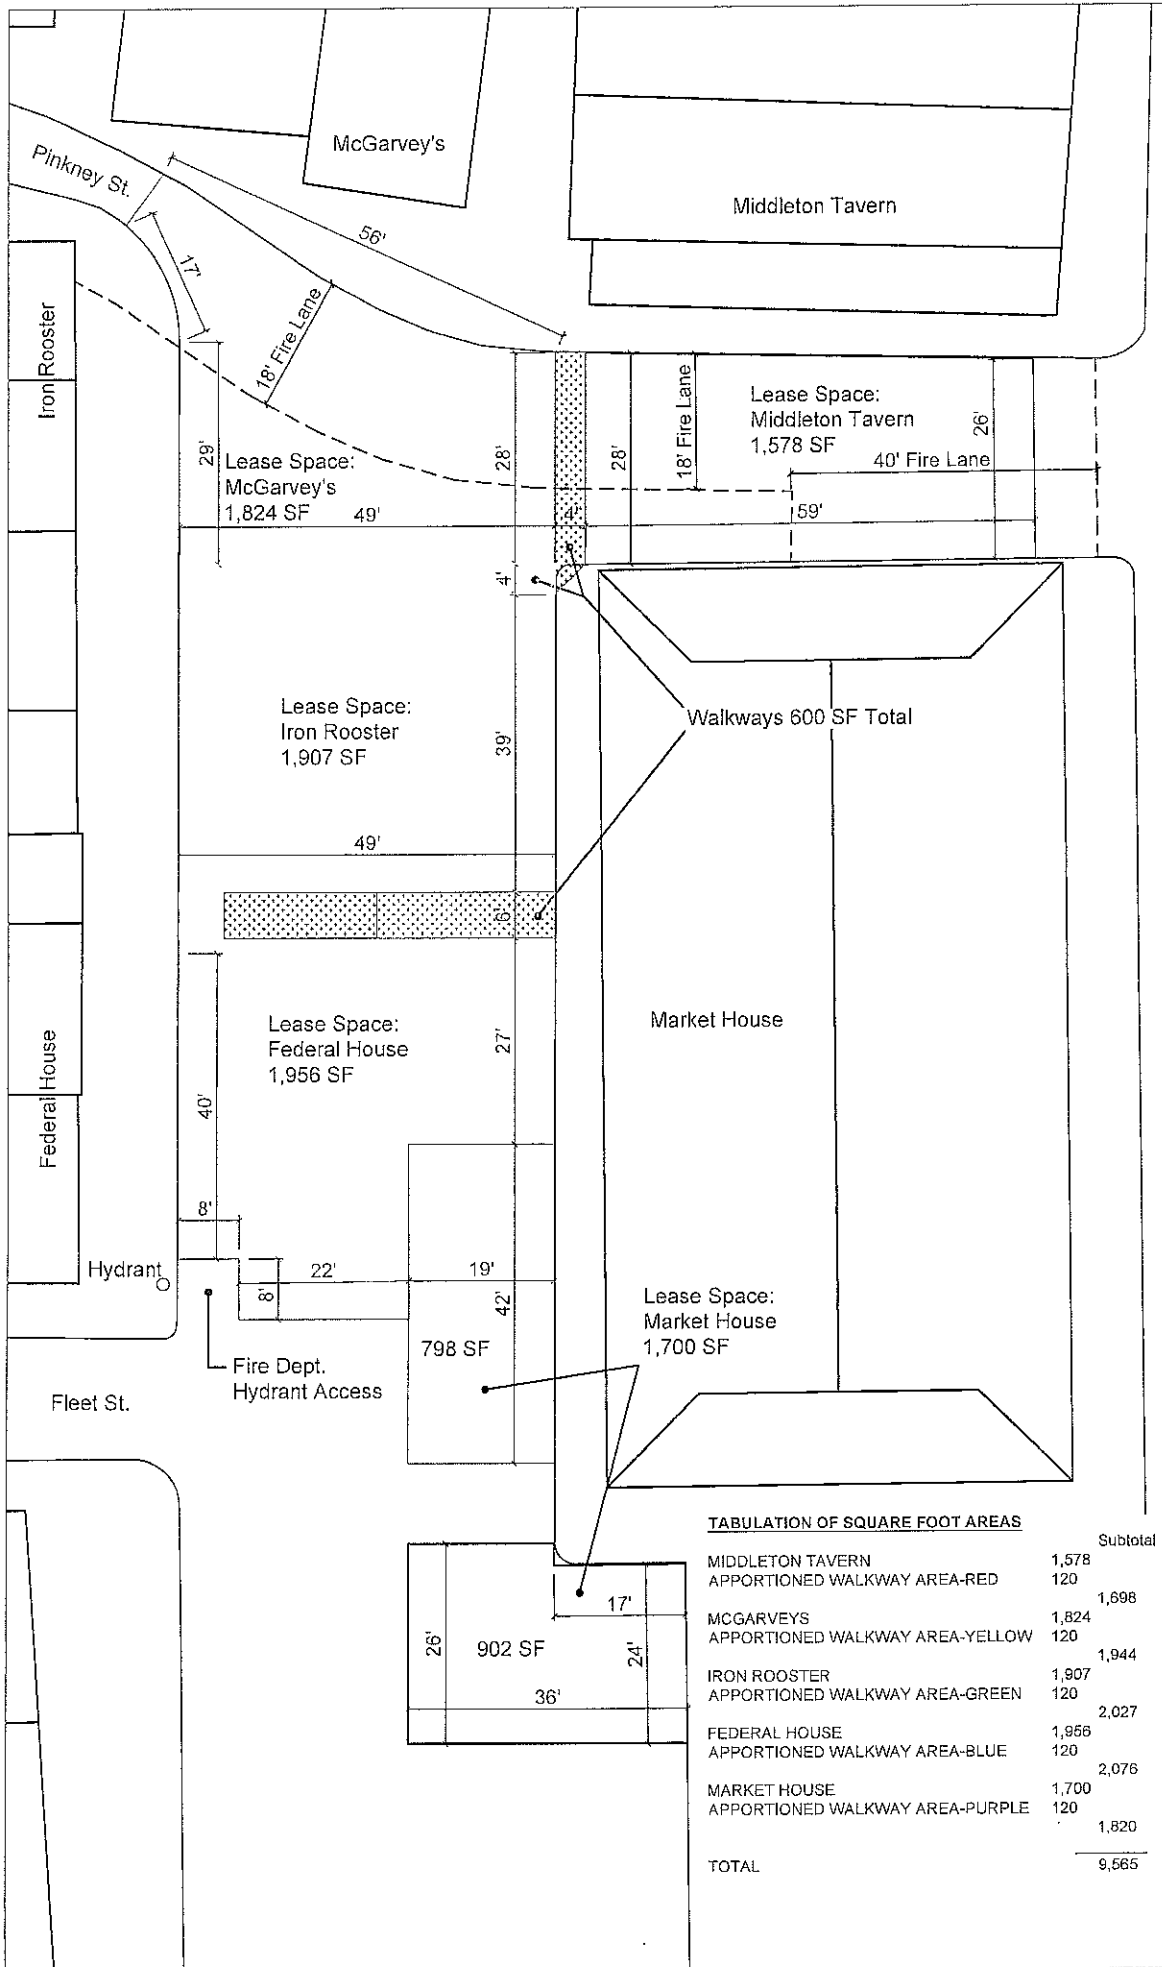 McGarvey's
Pinkney St.
Middleton Tavern
56'
17'
18' Fire Lane
Iron Rooster
29'
Lease Space:
McGarvey's
1,824 SF
49'
28'
4'
28'
18' Fire Lane
Lease Space:
Middleton Tavern
1,578 SF
26'
40' Fire Lane
59'
4'
Lease Space:
Iron Rooster
1,907 SF
39'
Walkways 600 SF Total
49'
6'
Lease Space:
Federal House
1,956 SF
27'
Market House
Federal House
40'
8'
Hydrant
8'
22'
19'
42'
Lease Space:
Market House
1,700 SF
798 SF
Fire Dept.
Hydrant Access
Fleet St.
26'
902 SF
17'
24'
36'
TABULATION OF SQUARE FOOT AREAS
Subtotal
MIDDLETON TAVERN 1,578
APPORTIONED WALKWAY AREA-RED 120
1,698
MCGARVEYS 1,824
APPORTIONED WALKWAY AREA-YELLOW 120
1,944
IRON ROOSTER 1,907
APPORTIONED WALKWAY AREA-GREEN 120
2,027
FEDERAL HOUSE 1,956
APPORTIONED WALKWAY AREA-BLUE 120
2,076
MARKET HOUSE 1,700
APPORTIONED WALKWAY AREA-PURPLE 120
1,820
TOTAL 9,565